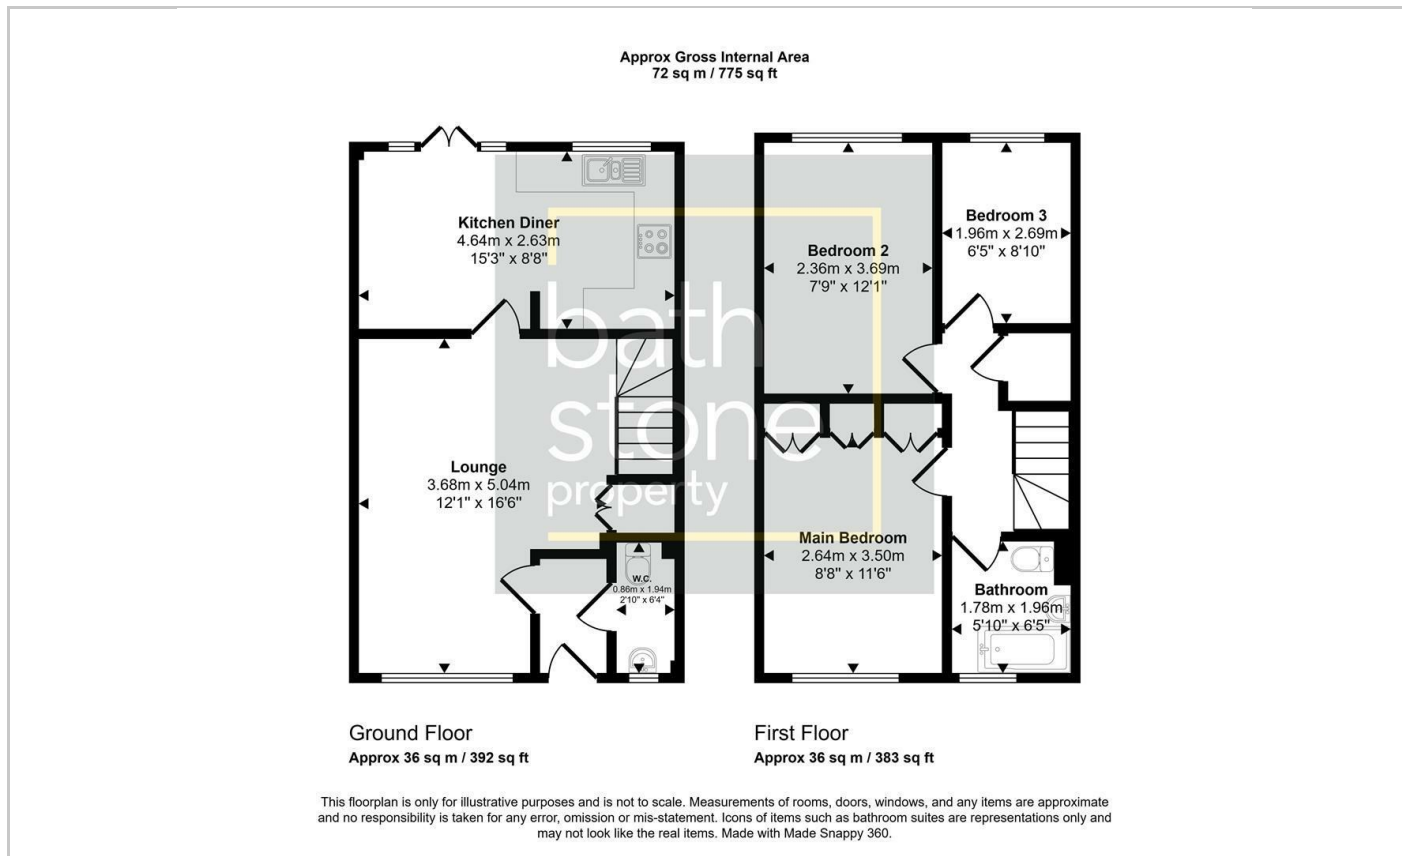 Approx Gross Internal Area
72 sq m / 775 sq ft
Kitchen Diner
4.64m x 2.63m
15'3" x 8'8"
Lounge
3.68m x 5.04m
12'1" x 16'6"
W.C.
0.86m x 1.94m
2'10" x 6'4"
Bedroom 2
2.36m x 3.69m
7'9" x 12'1"
Bedroom 3
1.96m x 2.69m
6'5" x 8'10"
Main Bedroom
2.64m x 3.50m
8'8" x 11'6"
Bathroom
1.78m x 1.96m
5'10" x 6'5"
bath
stone
property
Ground Floor
Approx 36 sq m / 392 sq ft
First Floor
Approx 36 sq m / 383 sq ft
This floorplan is only for illustrative purposes and is not to scale. Measurements of rooms, doors, windows, and any items are approximate
and no responsibility is taken for any error, omission or mis-statement. Icons of items such as bathroom suites are representations only and
may not look like the real items. Made with Made Snappy 360.